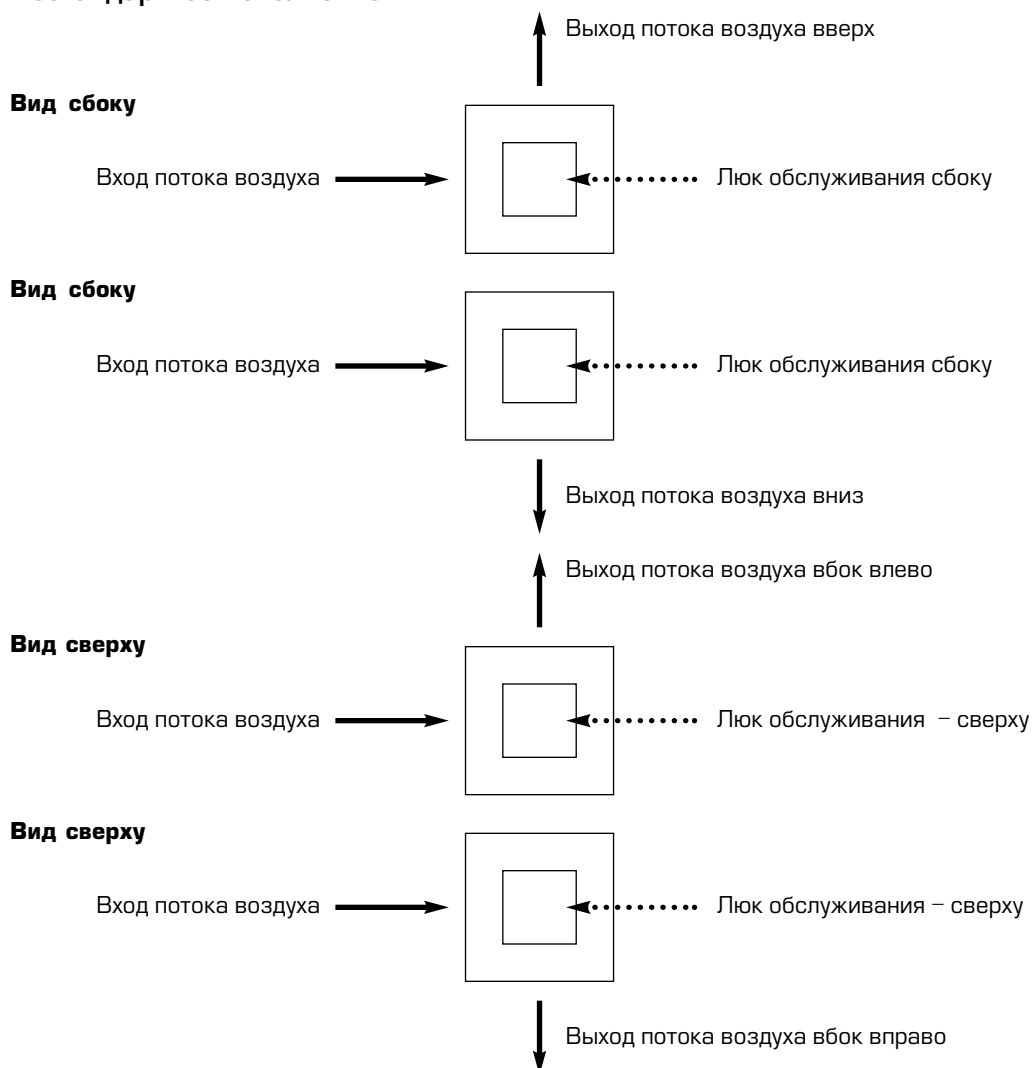 Выход потока воздуха вверх
Вид сбоку
Вход потока воздуха
Люк обслуживания сбоку
Вид сбоку
Вход потока воздуха
Люк обслуживания сбоку
Выход потока воздуха вниз
Выход потока воздуха вбок влево
Вид сверху
Вход потока воздуха
Люк обслуживания – сверху
Вид сверху
Вход потока воздуха
Люк обслуживания – сверху
Выход потока воздуха вбок вправо